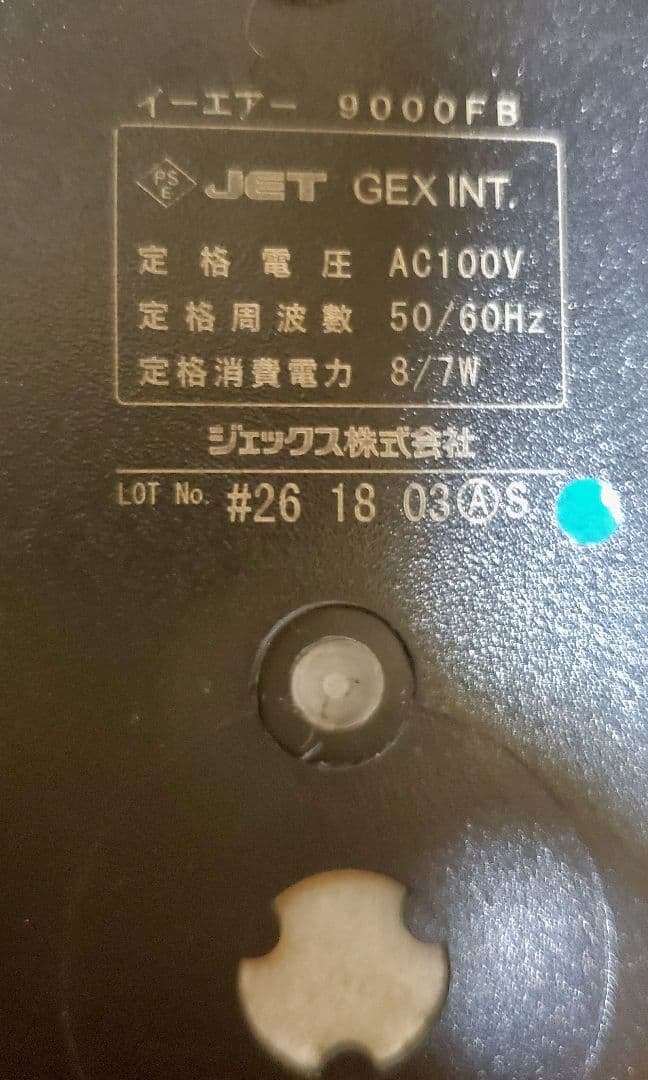 イーエアー 9000FB
PS E JET GEX INT.
定格電圧 AC100V
定格周波数 50/60Hz
定格消費電力 8/7W
ジェックス株式会社
LOT No. #26 18 03ⒶS